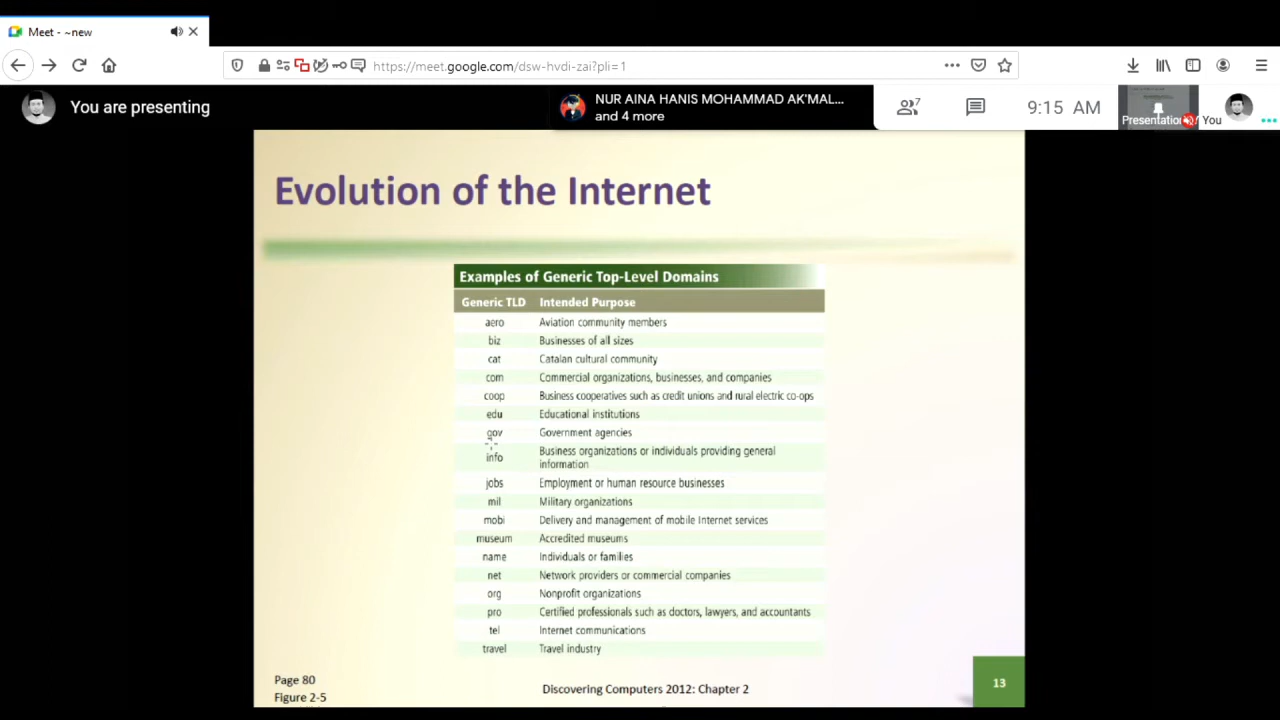 Meet - ~new
https://meet.google.com/dsw-hvdi-zai?pli=1
You are presenting
NUR AINA HANIS MOHAMMAD AK'MAL...
and 4 more
7
9:15 AM
Presentation
You
Evolution of the Internet
Examples of Generic Top-Level Domains
Generic TLD Intended Purpose
aero Aviation community members
biz Businesses of all sizes
cat Catalan cultural community
com Commercial organizations, businesses, and companies
coop Business cooperatives such as credit unions and rural electric co-ops
edu Educational institutions
gov Government agencies
info Business organizations or individuals providing general
information
jobs Employment or human resource businesses
mil Military organizations
mobi Delivery and management of mobile Internet services
museum Accredited museums
name Individuals or families
net Network providers or commercial companies
org Nonprofit organizations
pro Certified professionals such as doctors, lawyers, and accountants
tel Internet communications
travel Travel industry
Page 80
Figure 2-5
Discovering Computers 2012: Chapter 2
13